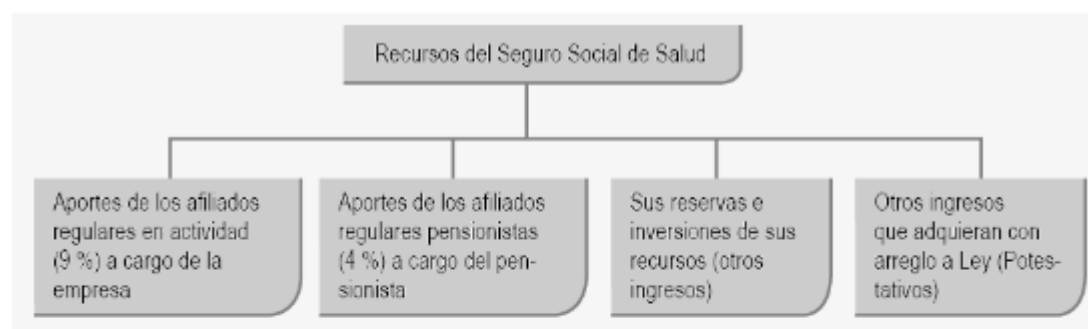 Recursos del Seguro Social de Salud
Aportes de los afiliados
regulares en actividad
(9 %) a cargo de la
empresa
Aportes de los afiliados
regulares pensionistas
(4 %) a cargo del pen-
sionista
Sus reservas e
inversiones de sus
recursos (otros
ingresos)
Otros ingresos
que adquieran con
arreglo a Ley (Potes-
tativos)